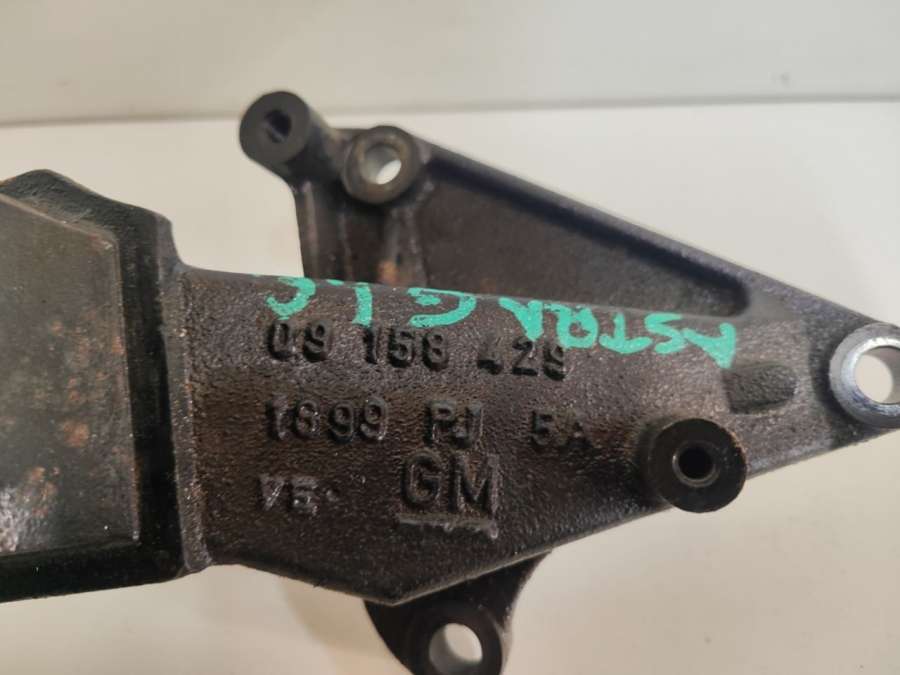 ASTRA G 1.6
09 158 429
1699 PJ 5A
VE
GM